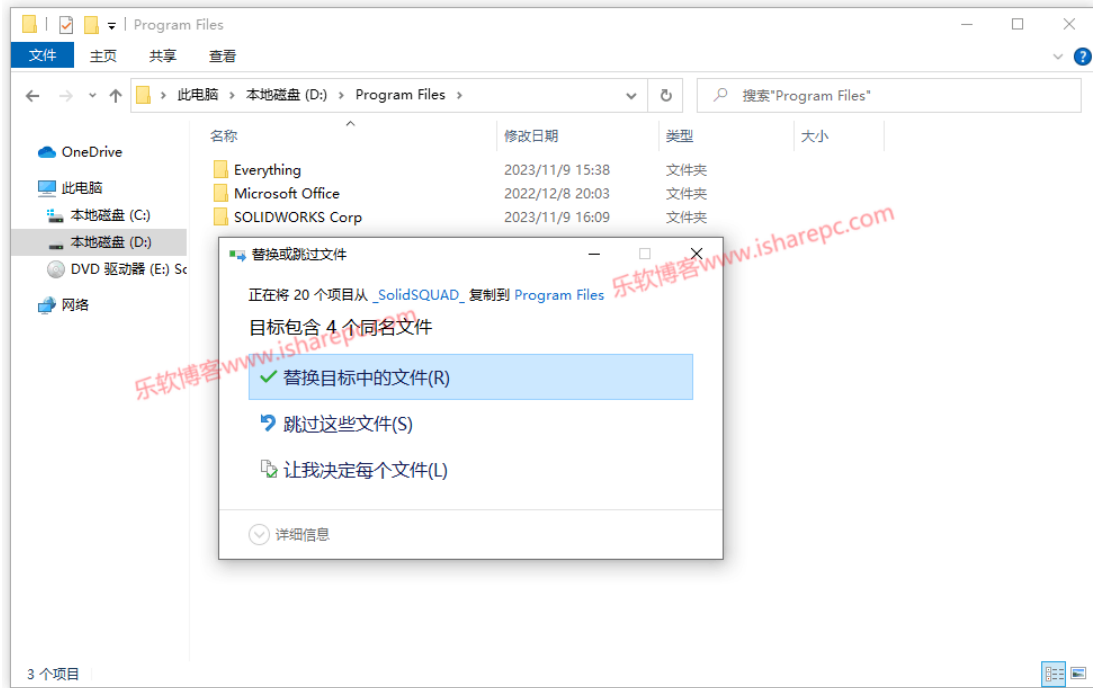 Program Files
文件 主页 共享 查看
此电脑 本地磁盘 (D:) Program Files
搜索"Program Files"
名称 修改日期 类型 大小
OneDrive
此电脑
本地磁盘 (C:)
本地磁盘 (D:)
DVD 驱动器 (E:) Sc
网络
Everything 2023/11/9 15:38 文件夹
Microsoft Office 2022/12/8 20:03 文件夹
SOLIDWORKS Corp 2023/11/9 16:09 文件夹
替换或跳过文件
正在将 20 个项目从 _SolidSQUAD_ 复制到 Program Files
目标包含 4 个同名文件
替换目标中的文件(R)
跳过这些文件(S)
让我决定每个文件(L)
详细信息
乐软博客www.isharepc.com
乐软博客www.isharepc.com
3 个项目